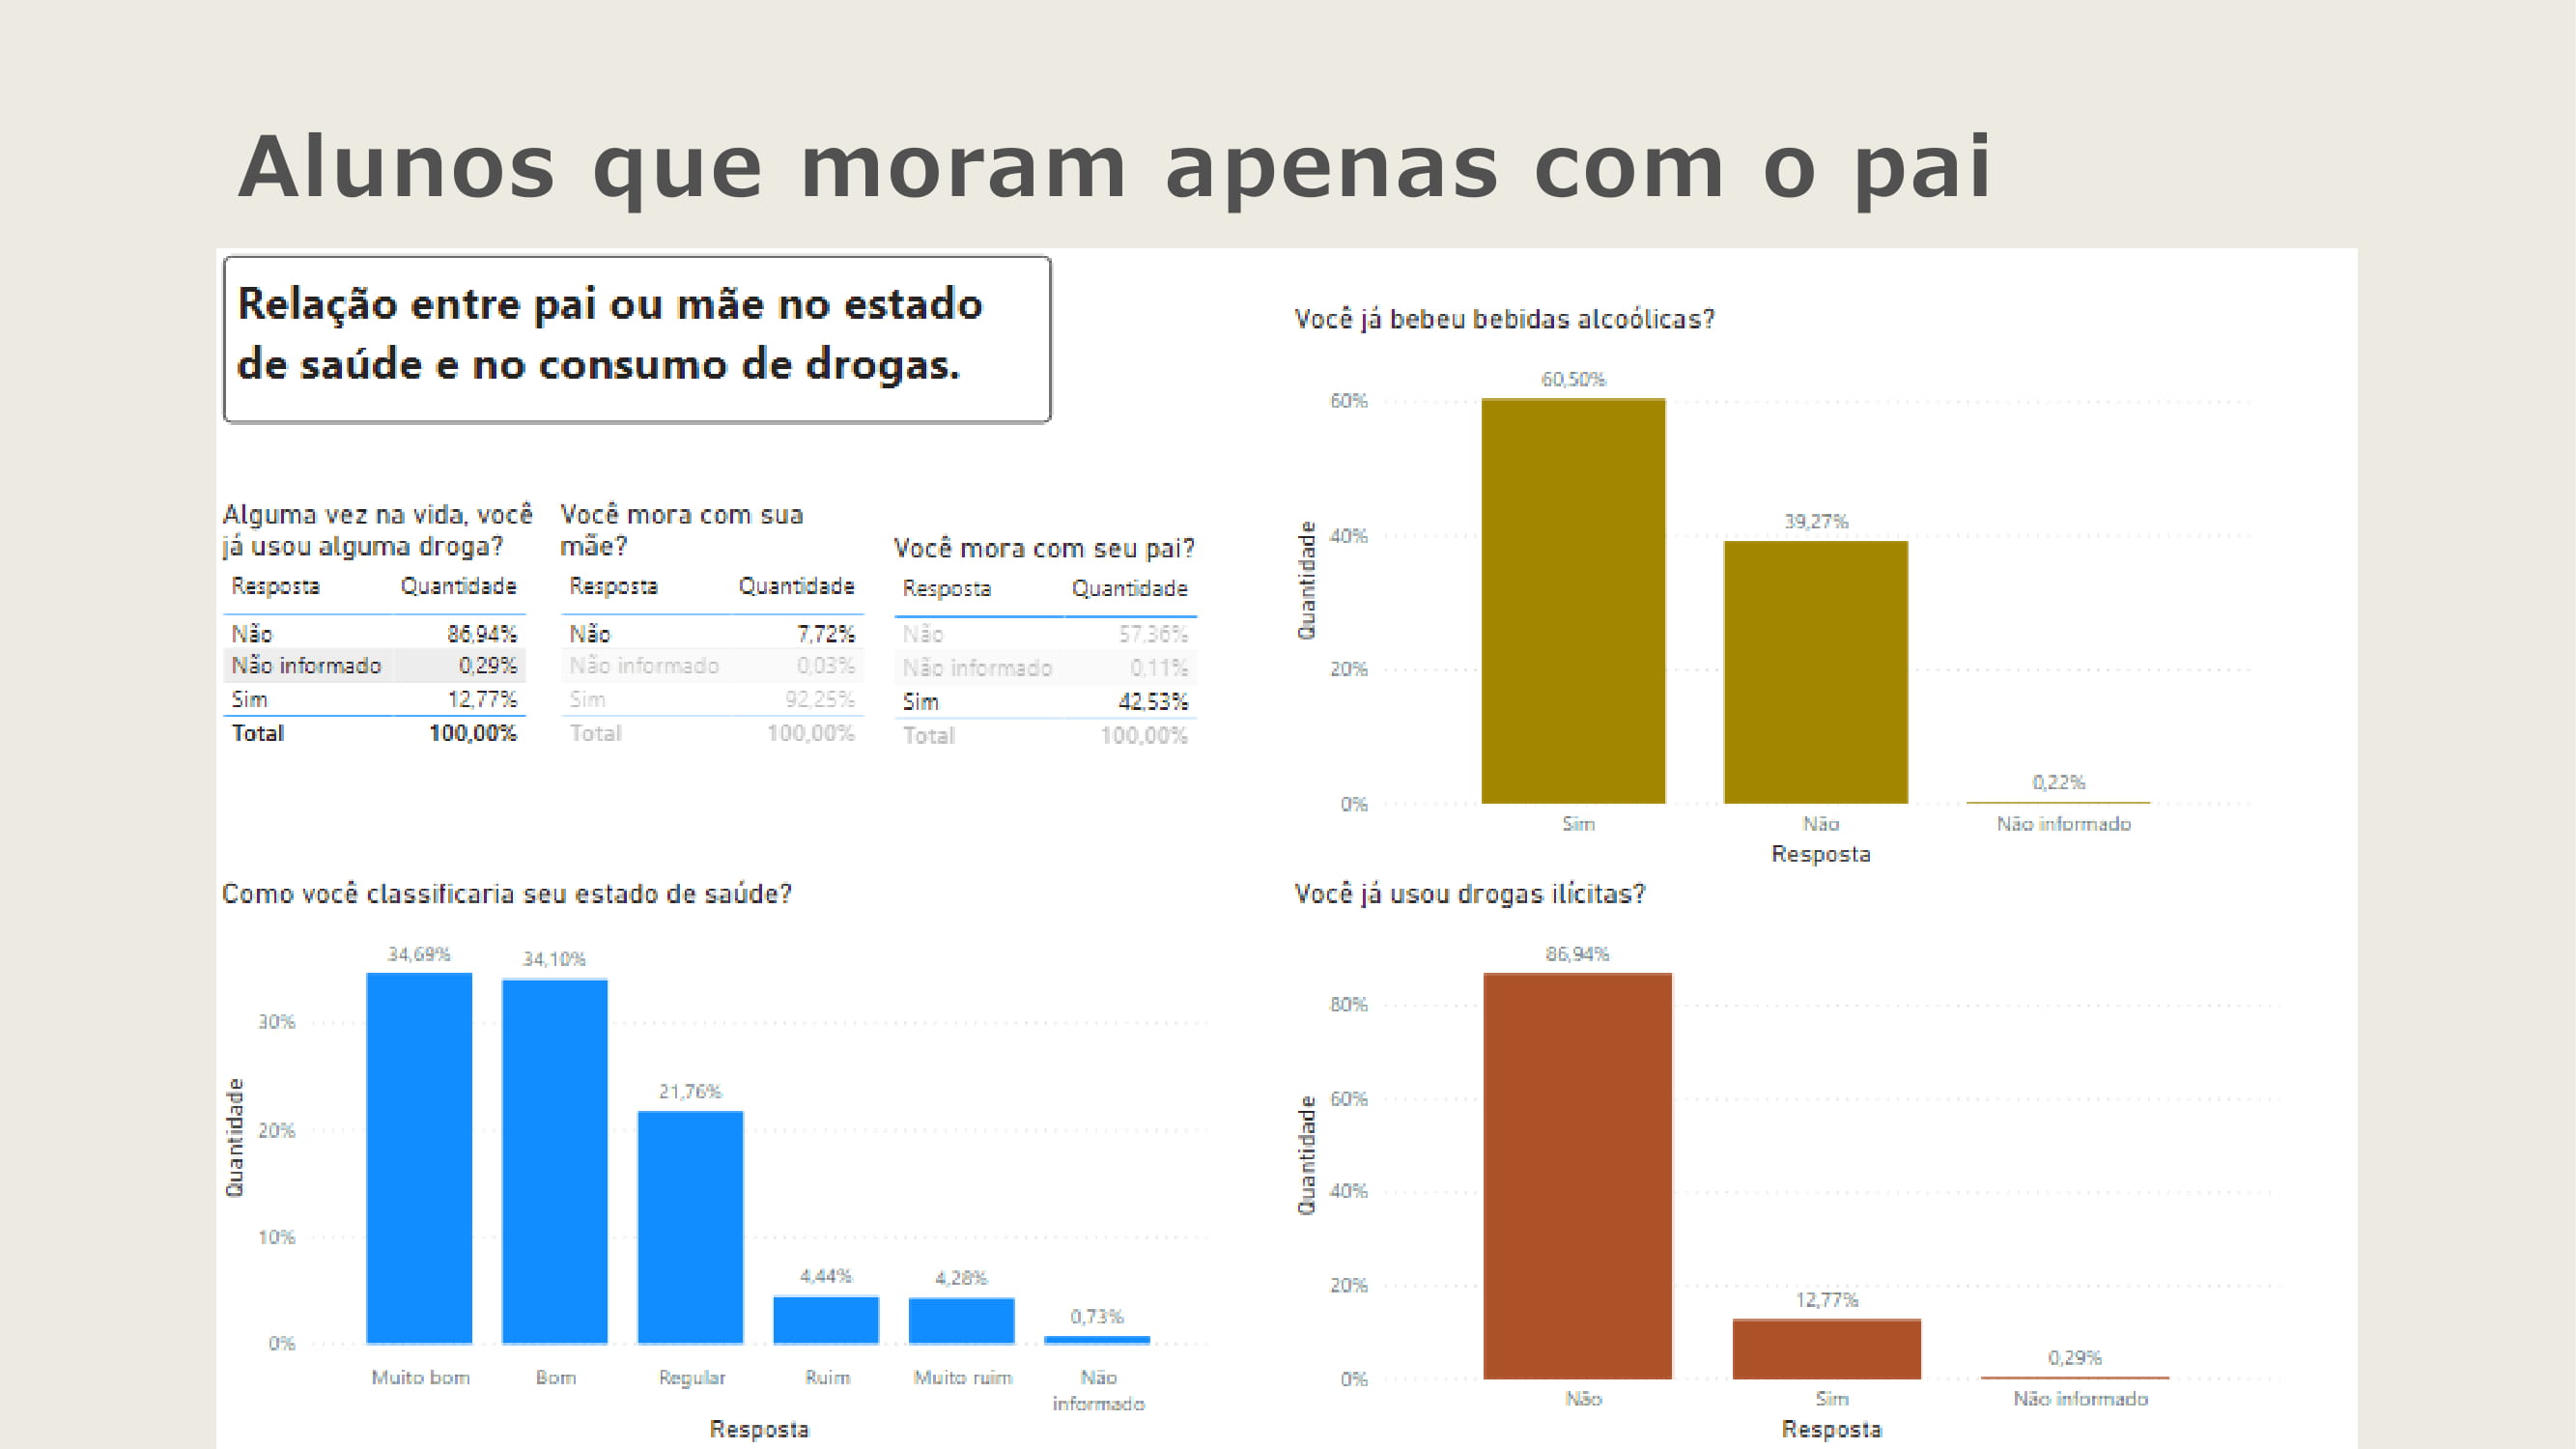 Alunos que moram apenas com o pai
Relação entre pai ou mãe no estado
de saúde e no consumo de drogas.
Alguma vez na vida, você
já usou alguma droga?
Resposta Quantidade
Não 86,94%
Não informado 0,29%
Sim 12,77%
Total 100,00%
Você mora com sua
mãe?
Resposta Quantidade
Não 7,72%
Não informado 0,03%
Sim 92,25%
Total 100,00%
Você mora com seu pai?
Resposta Quantidade
Não 57,36%
Não informado 0,11%
Sim 42,53%
Total 100,00%
Você já bebeu bebidas alcoólicas?
60,50%
60%
39,27%
40%
Quantidade
20%
0,22%
0%
Sim Não Não informado
Resposta
Como você classificaria seu estado de saúde?
34,69%
34,10%
30%
21,76%
20%
Quantidade
10%
4,44%
4,28%
0,73%
0%
Muito bom Bom Regular Ruim Muito ruim Não
informado
Resposta
Você já usou drogas ilícitas?
86,94%
80%
60%
Quantidade
40%
20%
12,77%
0,29%
0%
Não Sim Não informado
Resposta